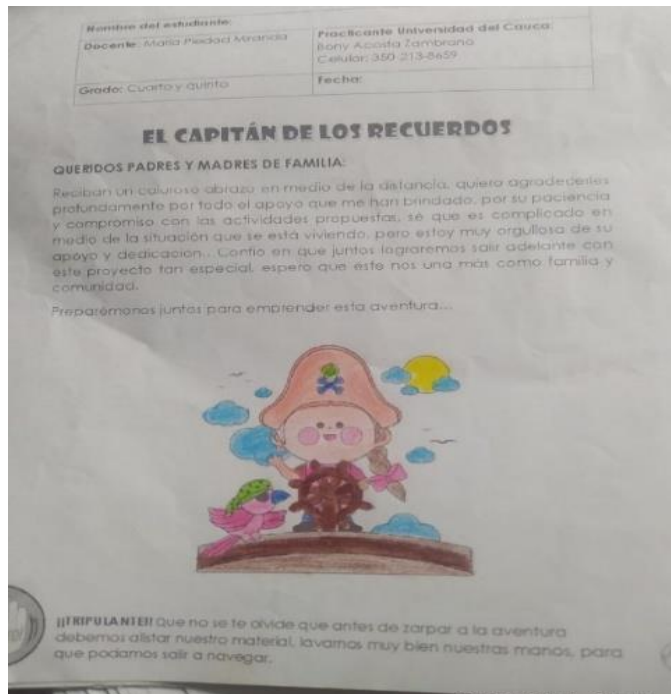 Nombre del estudiante:
Docente: María Piedad Miranda
Practicante Universidad del Cauca:
Bony Acosta Zambrano
Celular: 350-213-8659
Grado: Cuarto y quinto
Fecha:
EL CAPITÁN DE LOS RECUERDOS
QUERIDOS PADRES Y MADRES DE FAMILIA:
Reciban un caluroso abrazo en medio de la distancia, quiero agradecerles
profundamente por todo el apoyo que me han brindado, por su paciencia
y compromiso con las actividades propuestas, sé que es complicado en
medio de la situación que se está viviendo, pero estoy muy orgullosa de su
apoyo y dedicación.. Confío en que juntos lograremos salir adelante con
este proyecto tan especial, espero que este nos una más como familia y
comunidad.
Preparémonos juntos para emprender esta aventura...
¡¡TRIPULANTE!! Que no se te olvide que antes de zarpar a la aventura
debemos alistar nuestro material, lavarnos muy bien nuestras manos, para
que podamos salir a navegar.